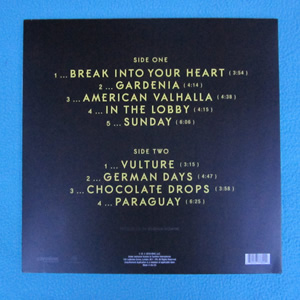 SIDE ONE
1 ... BREAK INTO YOUR HEART ( 3:54 )
2 ... GARDENIA ( 4:14 )
3 ... AMERICAN VALHALLA ( 4:38 )
4 ... IN THE LOBBY ( 4:15 )
5 ... SUNDAY ( 6:06 )
SIDE TWO
1 ... VULTURE ( 3:15 )
2 ... GERMAN DAYS ( 4:47 )
3 ... CHOCOLATE DROPS ( 3:58 )
4 ... PARAGUAY ( 6:25 )